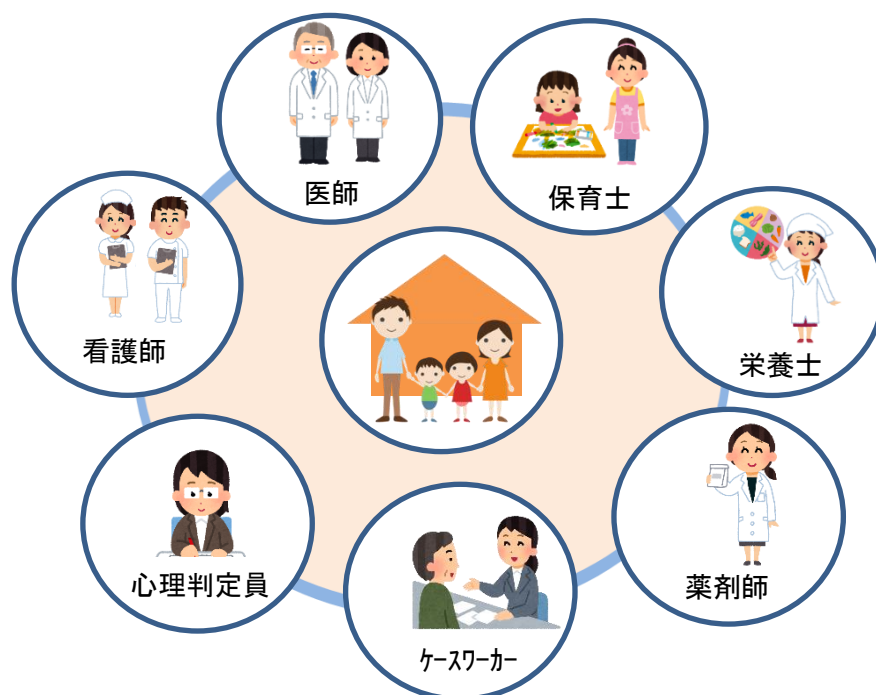 医師
保育士
看護師
栄養士
心理判定員
薬剤師
ケースワーカー